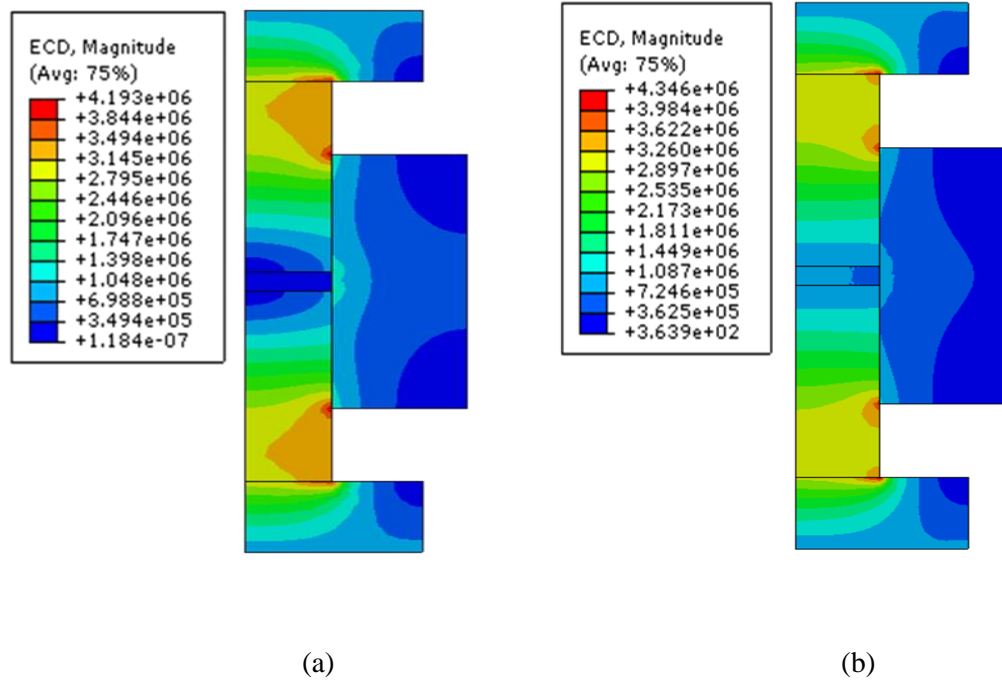 ECD, Magnitude
(Avg: 75%)
+4.193e+06
+3.844e+06
+3.494e+06
+3.145e+06
+2.795e+06
+2.446e+06
+2.096e+06
+1.747e+06
+1.398e+06
+1.048e+06
+6.988e+05
+3.494e+05
+1.184e-07
ECD, Magnitude
(Avg: 75%)
+4.346e+06
+3.984e+06
+3.622e+06
+3.260e+06
+2.897e+06
+2.535e+06
+2.173e+06
+1.811e+06
+1.449e+06
+1.087e+06
+7.246e+05
+3.625e+05
+3.639e+02
(a)
(b)